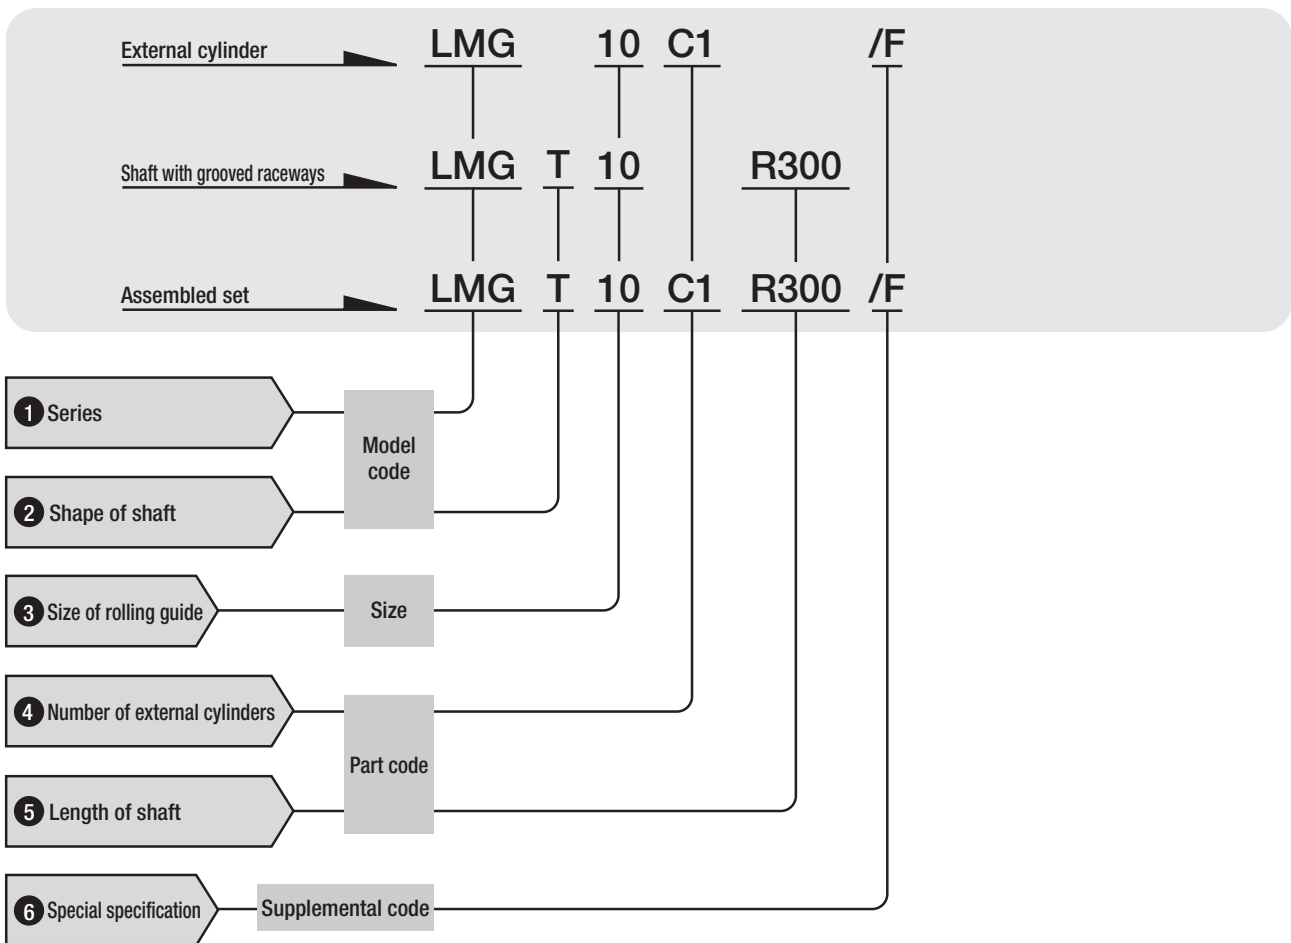 External cylinder LMG 10 C1 /F
Shaft with grooved raceways LMG T 10 R300
Assembled set LMG T 10 C1 R300 /F
1 Series
Model
code
2 Shape of shaft
3 Size of rolling guide Size
4 Number of external cylinders
Part code
5 Length of shaft
6 Special specification Supplemental code